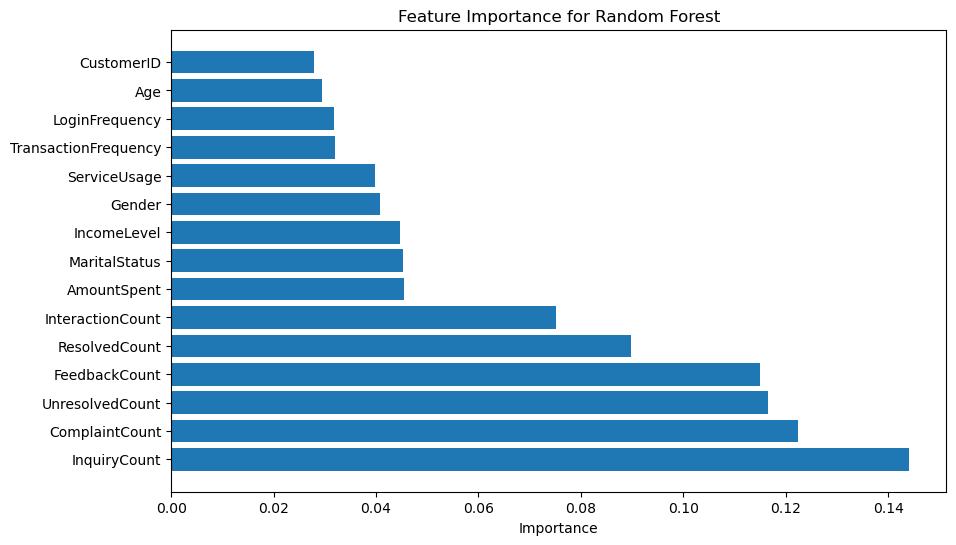 Feature Importance for Random Forest
CustomerID
Age
LoginFrequency
TransactionFrequency
ServiceUsage
Gender
IncomeLevel
MaritalStatus
AmountSpent
InteractionCount
ResolvedCount
FeedbackCount
UnresolvedCount
ComplaintCount
InquiryCount
0.00 0.02 0.04 0.06 0.08 0.10 0.12 0.14
Importance